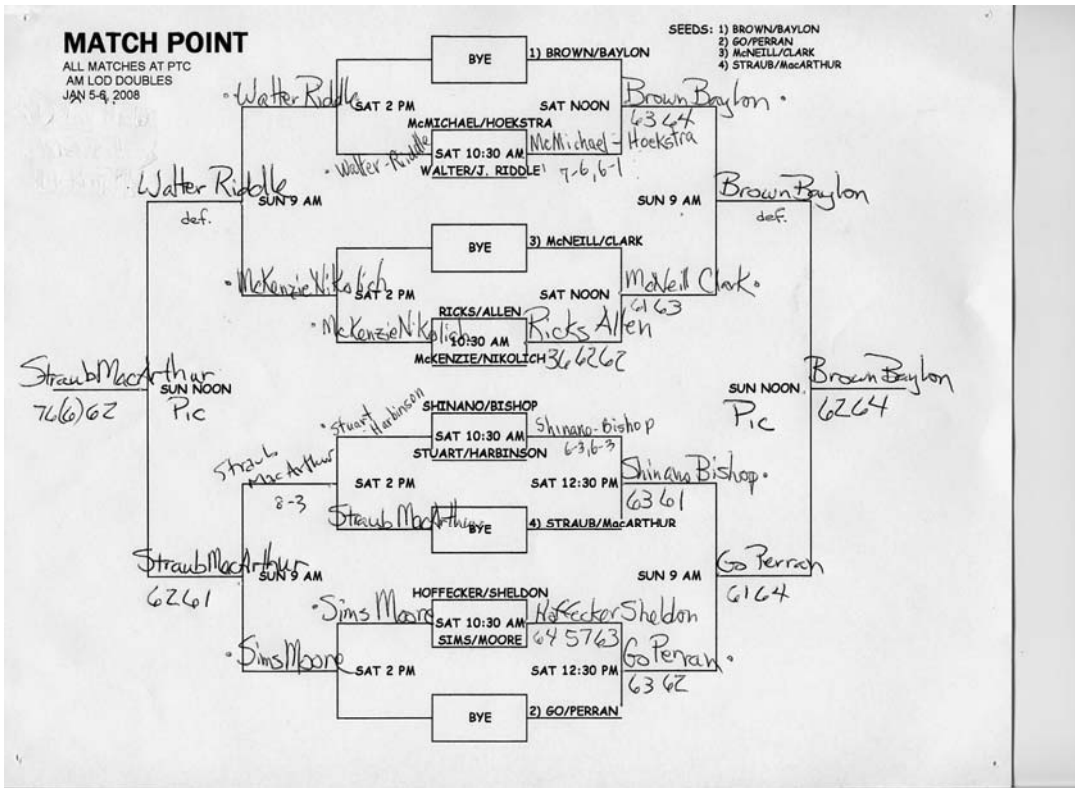 MATCH POINT
ALL MATCHES AT PTC
AM LOD DOUBLES
JAN 5-6, 2008
SEEDS: 1) BROWN/BAYLON
2) GO/PERRAN
3) McNEILL/CLARK
4) STRAUB/MacARTHUR
BYE
1) BROWN/BAYLON
• Walter Riddle
SAT 2 PM
SAT NOON
Brown Baylon •
63 64
McMICHAEL/HOEKSTRA
• Walter-Riddle
SAT 10:30 AM
McMichael-Hoekstra
WALTER/J. RIDDLE
7-6, 6-1
Walter Riddle
def.
SUN 9 AM
SUN 9 AM
Brown Baylon
def.
BYE
3) McNEILL/CLARK
• McKenzie Nikolich
SAT 2 PM
SAT NOON
McNeill Clark •
61 63
RICKS/ALLEN
• McKenzie Nikolich
10:30 AM
Ricks Allen
McKENZIE/NIKOLICH
36 62 62
Straub MacArthur
76(6) 62
SUN NOON
Pic
SUN NOON
Pic
Brown Baylon
62 64
SHINANO/BISHOP
• Stuart Harbinson
SAT 10:30 AM
Shinano-Bishop
STUART/HARBINSON
6-3, 6-3
Straub MacArthur
8-3
SAT 2 PM
SAT 12:30 PM
Shinano Bishop •
63 61
Straub MacArthur
BYE
4) STRAUB/MacARTHUR
Straub MacArthur
62 61
SUN 9 AM
SUN 9 AM
Go Perran
61 64
HOFFECKER/SHELDON
• Sims Moore
SAT 10:30 AM
Hoffecker Sheldon
SIMS/MOORE
64 57 63
• Sims Moore
SAT 2 PM
SAT 12:30 PM
Go Perran •
63 62
BYE
2) GO/PERRAN